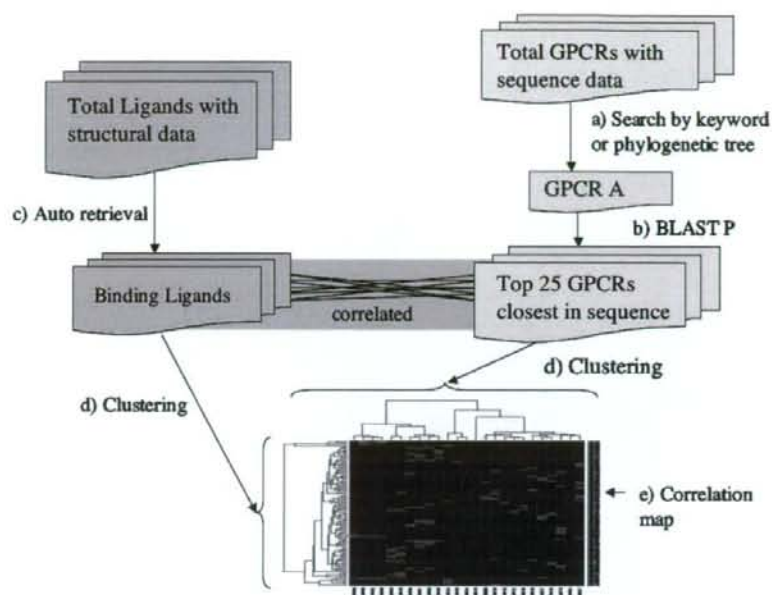 Total GPCRs with
sequence data
Total Ligands with
structural data
a) Search by keyword
or phylogenetic tree
GPCR A
c) Auto retrieval
b) BLAST P
Binding Ligands
correlated
Top 25 GPCRs
closest in sequence
d) Clustering
d) Clustering
e) Correlation
map